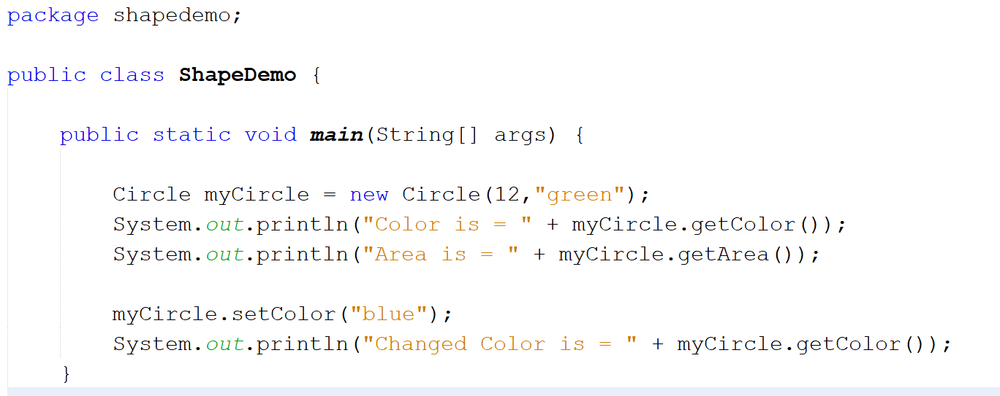 package shapedemo;
public class ShapeDemo {
public static void main(String[] args) {
Circle myCircle = new Circle(12,"green");
System.out.println("Color is = " + myCircle.getColor());
System.out.println("Area is = " + myCircle.getArea());
myCircle.setColor("blue");
System.out.println("Changed Color is = " + myCircle.getColor());
}